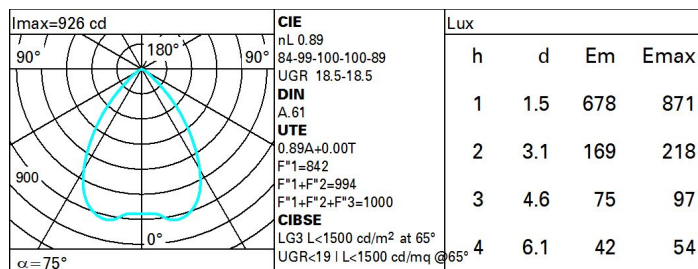 Imax=926 cd
90°
180°
90°
900
0°
α=75°
CIE
nL 0.89
84-99-100-100-89
UGR 18.5-18.5
DIN
A.61
UTE
0.89A+0.00T
F"1=842
F"1+F"2=994
F"1+F"2+F"3=1000
CIBSE
LG3 L<1500 cd/m² at 65°
UGR<19 | L<1500 cd/mq @65°
Lux
h d Em Emax
1 1.5 678 871
2 3.1 169 218
3 4.6 75 97
4 6.1 42 54